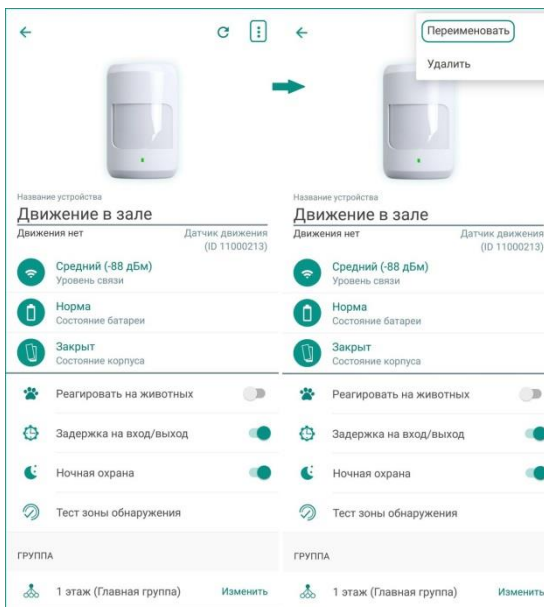 Название устройства
Движение в зале
Движения нет
Датчик движения
(ID 11000213)
Средний (-88 дБм)
Уровень связи
Норма
Состояние батареи
Закрыт
Состояние корпуса
Реагировать на животных
Задержка на вход/выход
Ночная охрана
Тест зоны обнаружения
ГРУППА
1 этаж (Главная группа) Изменить
Переименовать
Удалить
Название устройства
Движение в зале
Движения нет
Датчик движения
(ID 11000213)
Средний (-88 дБм)
Уровень связи
Норма
Состояние батареи
Закрыт
Состояние корпуса
Реагировать на животных
Задержка на вход/выход
Ночная охрана
Тест зоны обнаружения
ГРУППА
1 этаж (Главная группа) Изменить